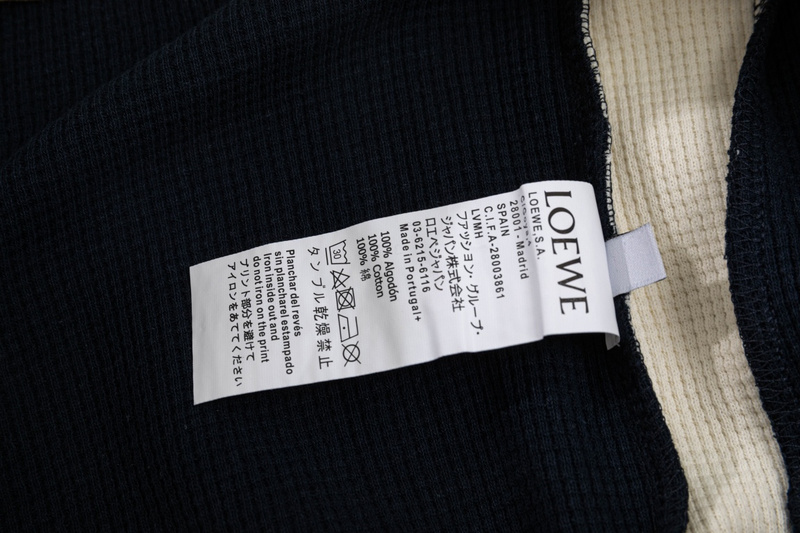 LOEWE
LOEWE.S.A.
28001- Madrid
SPAIN
C.I.F.A-28003861
LVMH
ファッション・グループ・
ジャパン株式会社
ロエベジャパン
03-6215-6116
Made in Portugal+
100% Algodón
100% Cotton
100% 綿
30
タンブル乾燥禁止
Planchar del revés
sin plancharel estampado
Iron inside out and
do not iron on the print
プリント部分を避けて
アイロンをあててください